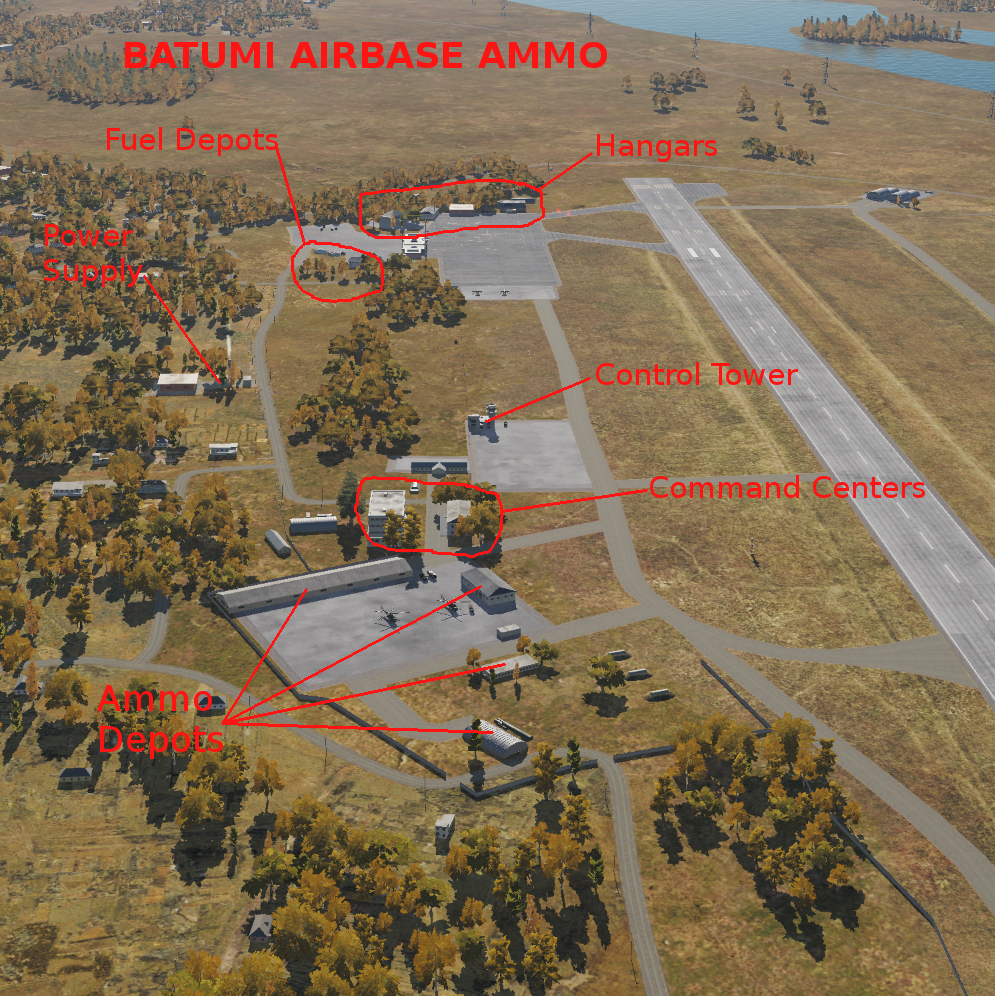 BATUMI AIRBASE AMMO
Fuel Depots
Hangars
Power
Supply
Control Tower
Command Centers
Ammo
Depots